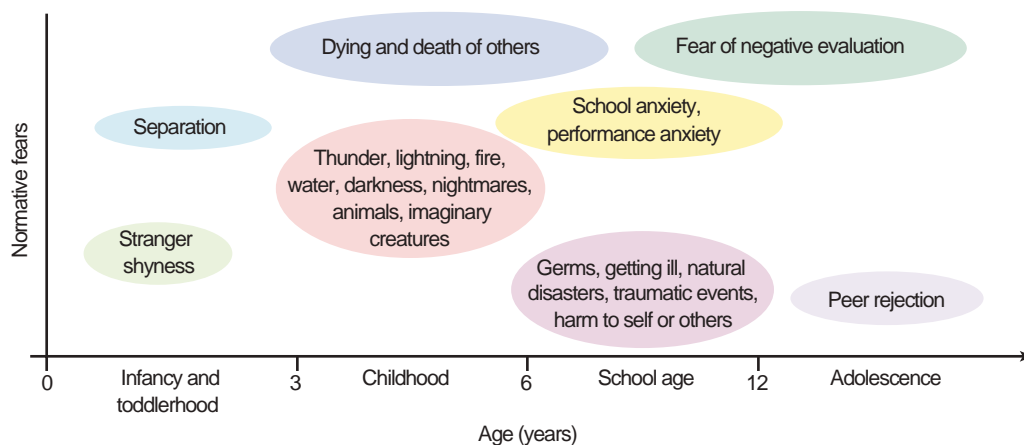 Normative fears
Dying and death of others
Fear of negative evaluation
Separation
School anxiety,
performance anxiety
Thunder, lightning, fire,
water, darkness, nightmares,
animals, imaginary
creatures
Stranger
shyness
Germs, getting ill, natural
disasters, traumatic events,
harm to self or others
Peer rejection
0
Infancy and
toddlerhood
3
Childhood
6
School age
12
Adolescence
Age (years)